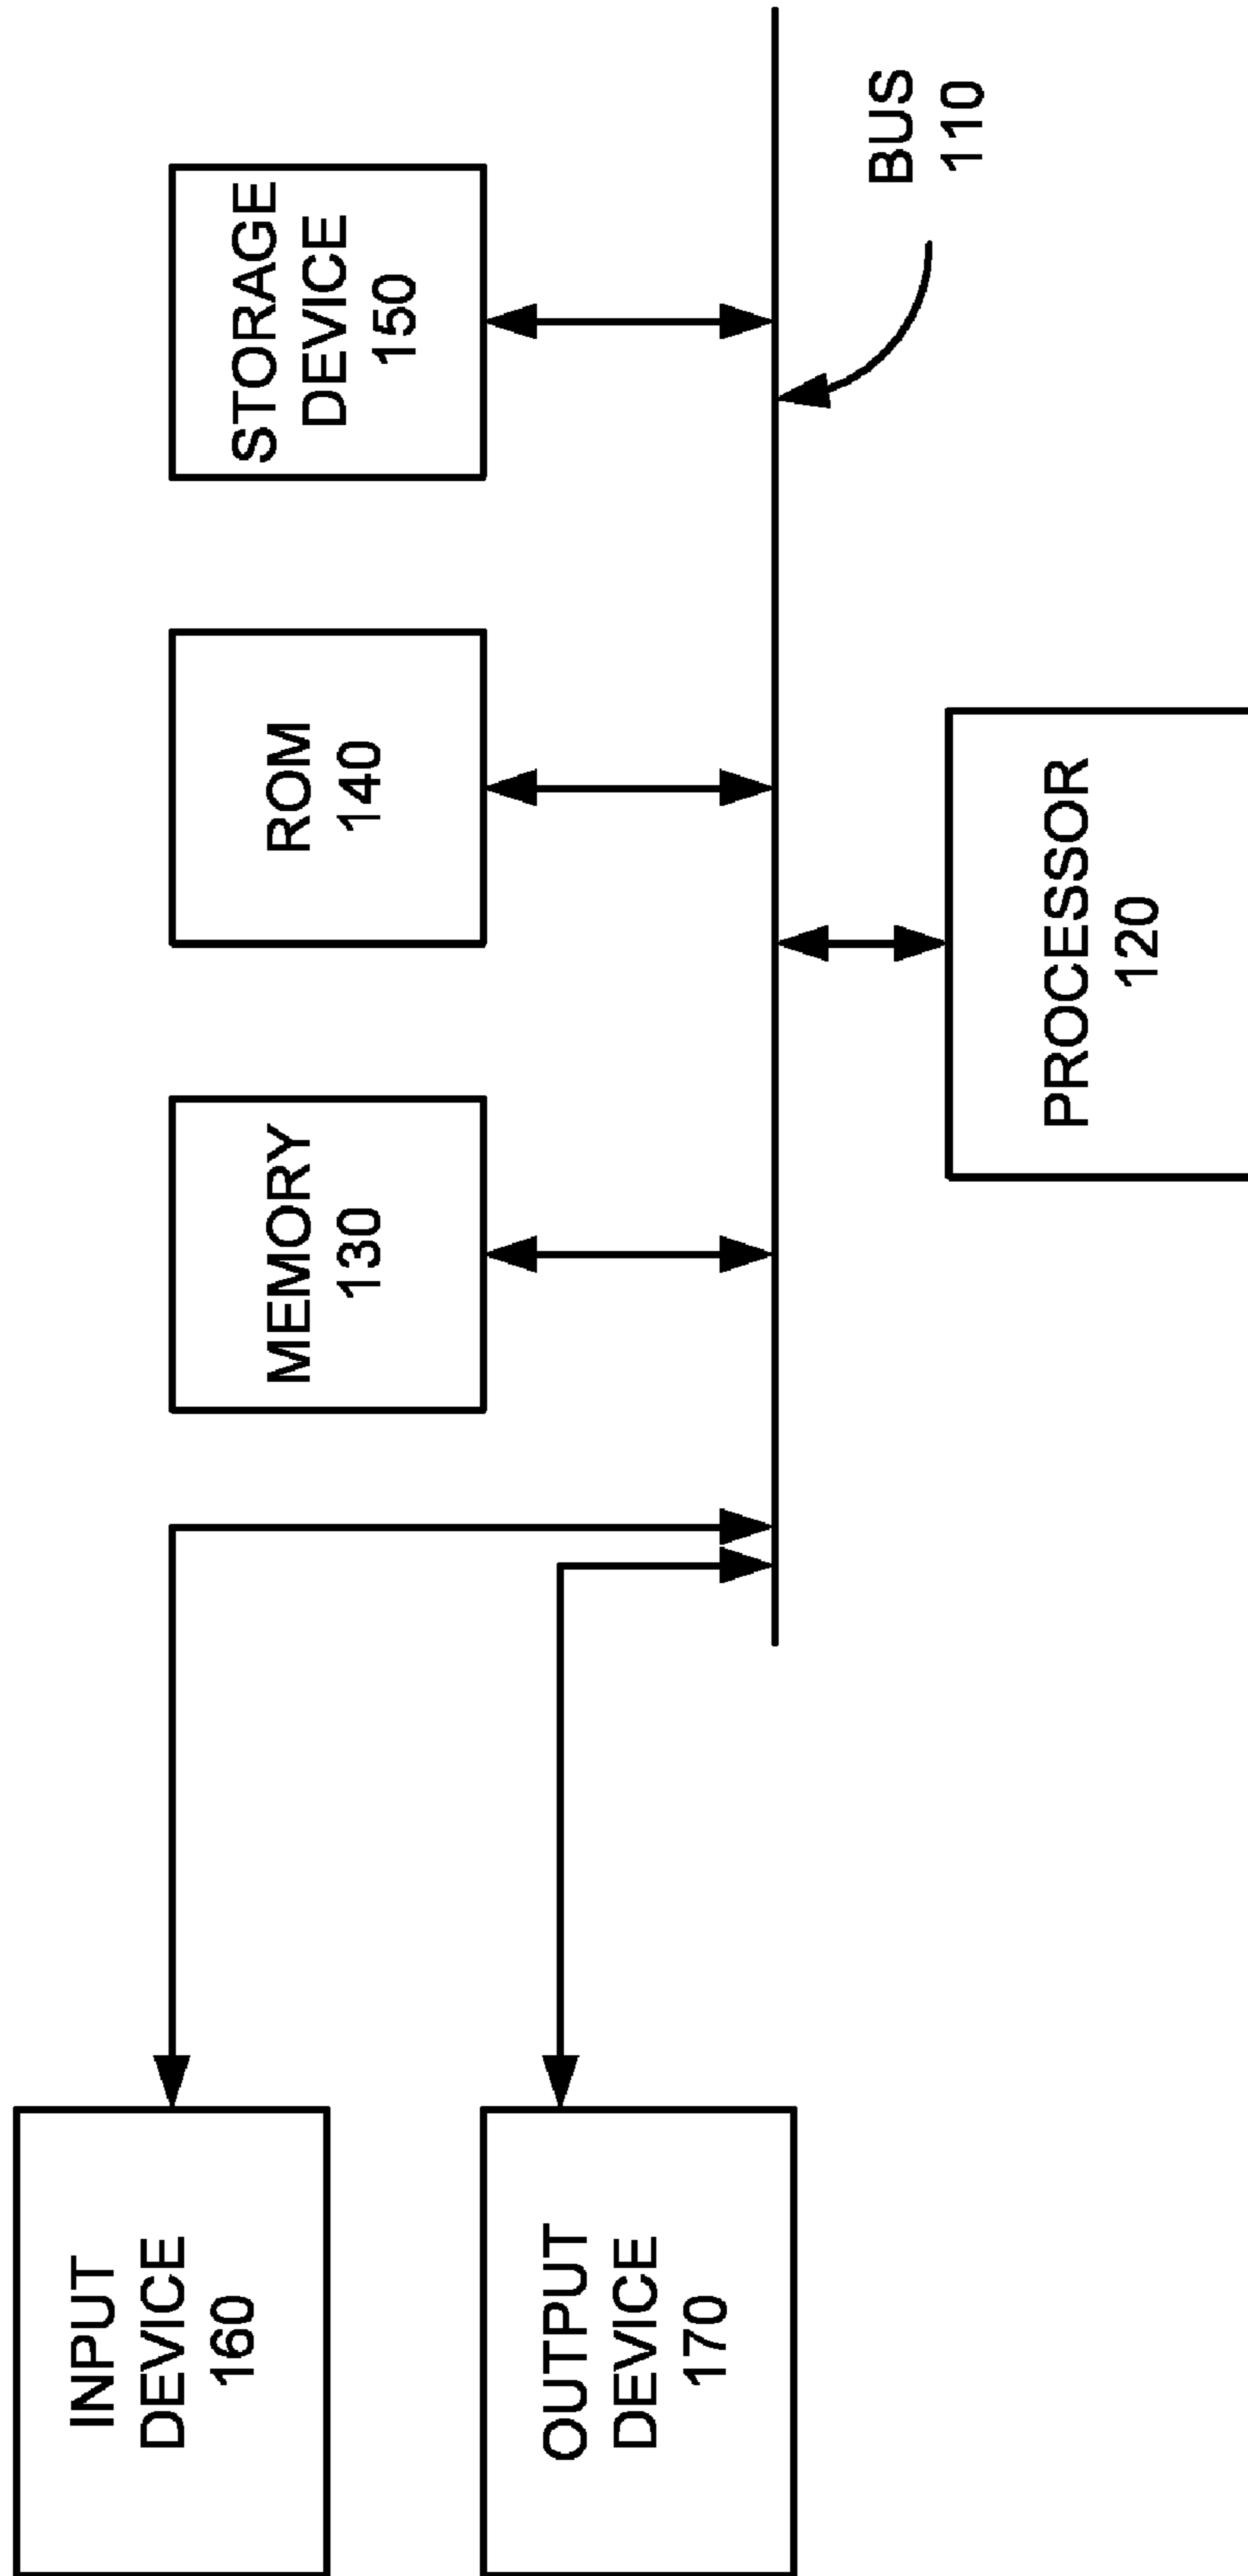 INPUT
DEVICE
160
OUTPUT
DEVICE
170
MEMORY
130
ROM
140
STORAGE
DEVICE
150
BUS
110
PROCESSOR
120